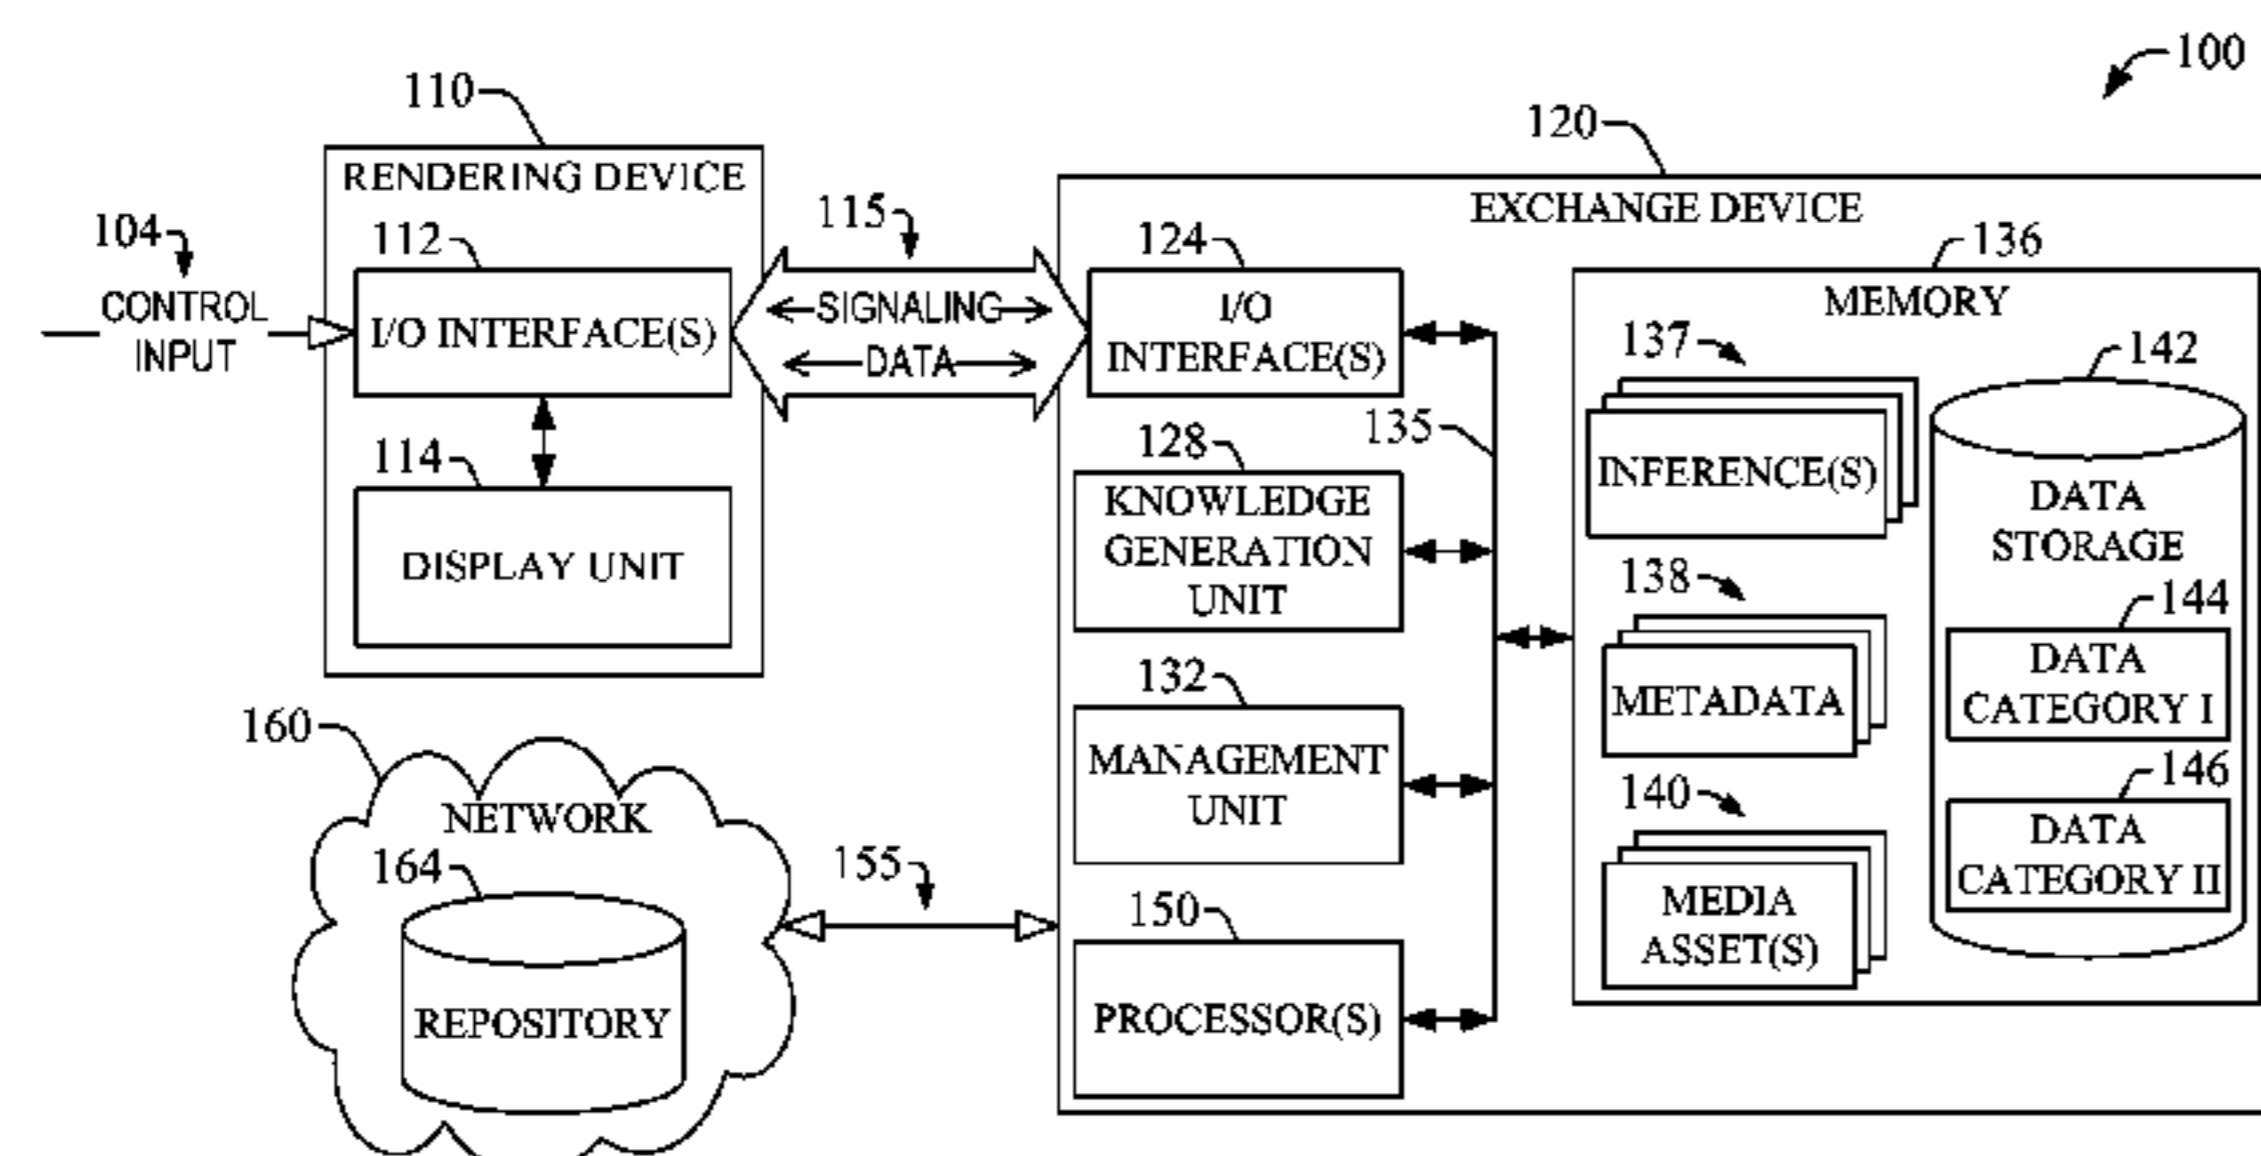 100
110
RENDERING DEVICE
104
CONTROL
INPUT
112
I/O INTERFACE(S)
114
DISPLAY UNIT
115
SIGNALING
DATA
120
EXCHANGE DEVICE
124
I/O
INTERFACE(S)
128
KNOWLEDGE
GENERATION
UNIT
132
MANAGEMENT
UNIT
150
PROCESSOR(S)
135
136
MEMORY
137
INFERENCE(S)
138
METADATA
140
MEDIA
ASSET(S)
142
DATA
STORAGE
144
DATA
CATEGORY I
146
DATA
CATEGORY II
160
NETWORK
164
REPOSITORY
155